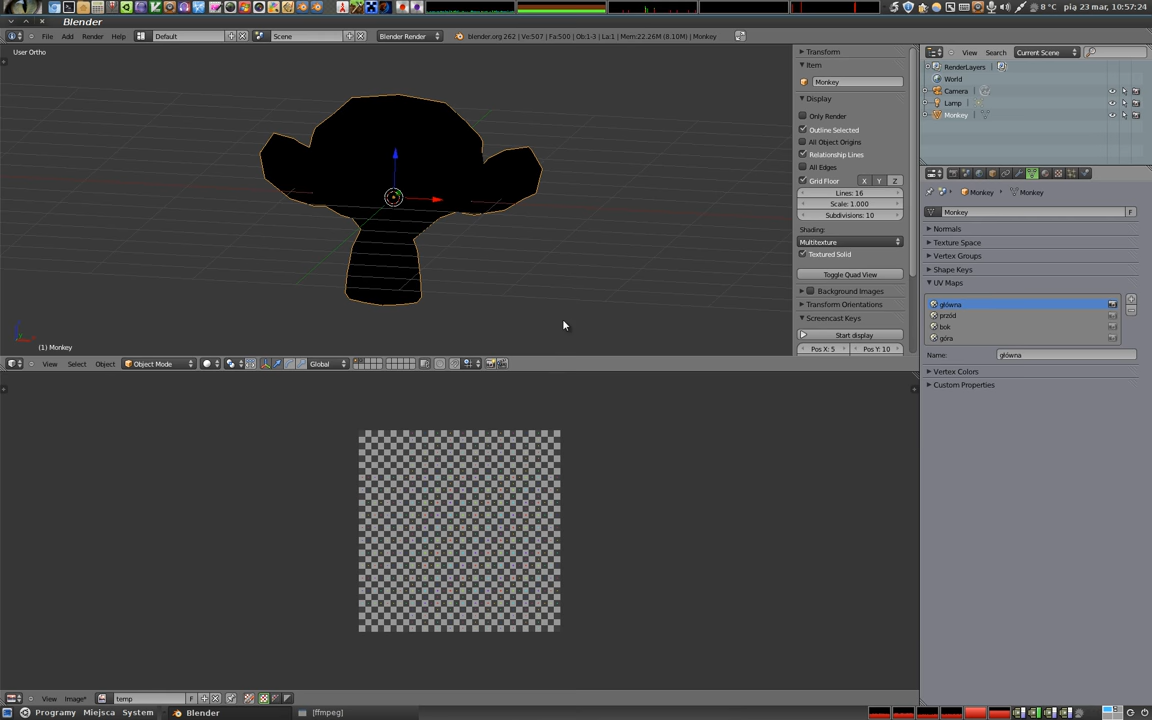 8 °C pią 23 mar, 10:57:24
Blender
File Add Render Help Default Scene Blender Render blender.org 262 | Ve:507 | Fa:500 | Ob:1-3 | La:1 | Mem:22.26M (8.10M) | Monkey
User Ortho
(1) Monkey
View Select Object Object Mode Global
Transform
Item
Monkey
Display
Only Render
Outline Selected
All Object Origins
Relationship Lines
All Edges
Grid Floor X Y Z
Lines: 16
Scale: 1.000
Subdivisions: 10
Shading:
Multitexture
Textured Solid
Toggle Quad View
Background Images
Transform Orientations
Screencast Keys
Start display
Pos X: 5 Pos Y: 10
View Search Current Scene
RenderLayers
World
Camera
Lamp
Monkey
Monkey Monkey
Monkey F
Normals
Texture Space
Vertex Groups
Shape Keys
UV Maps
główna
przód
bok
góra
Name: główna
Vertex Colors
Custom Properties
View Image* temp F
Programy Miejsca System Blender [ffmpeg]